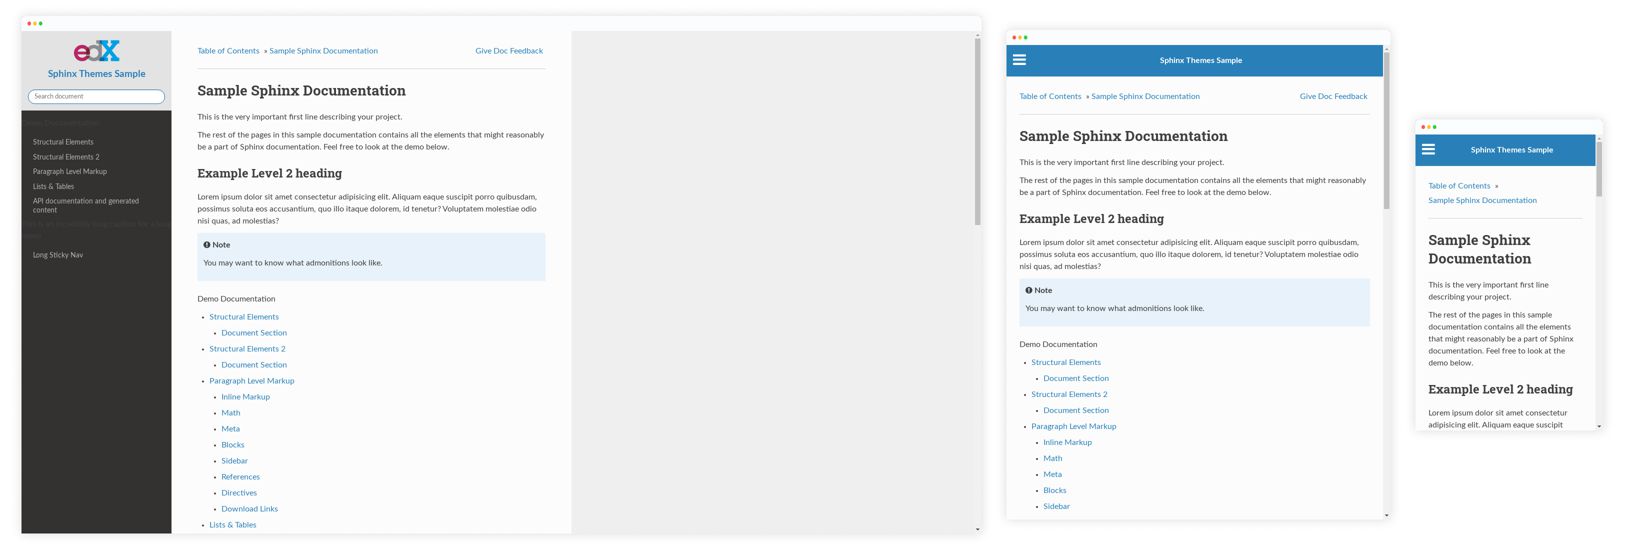 edX
Sphinx Themes Sample
Search document
Demo Documentation
Structural Elements
Structural Elements 2
Paragraph Level Markup
Lists & Tables
API documentation and generated
content
Long Sticky Nav
Table of Contents » Sample Sphinx Documentation
Give Doc Feedback
Sample Sphinx Documentation
This is the very important first line describing your project.
The rest of the pages in this sample documentation contains all the elements that might reasonably
be a part of Sphinx documentation. Feel free to look at the demo below.
Example Level 2 heading
Lorem ipsum dolor sit amet consectetur adipisicing elit. Aliquam eaque suscipit porro quibusdam,
possimus soluta eos accusantium, quo illo itaque dolorem, id tenetur? Voluptatem molestiae odio
nisi quas, ad molestias?
Note
You may want to know what admonitions look like.
Demo Documentation
• Structural Elements
• Document Section
• Structural Elements 2
• Document Section
• Paragraph Level Markup
• Inline Markup
• Math
• Meta
• Blocks
• Sidebar
• References
• Directives
• Download Links
• Lists & Tables
Sphinx Themes Sample
Table of Contents » Sample Sphinx Documentation
Give Doc Feedback
Sample Sphinx Documentation
This is the very important first line describing your project.
The rest of the pages in this sample documentation contains all the elements that might reasonably
be a part of Sphinx documentation. Feel free to look at the demo below.
Example Level 2 heading
Lorem ipsum dolor sit amet consectetur adipisicing elit. Aliquam eaque suscipit porro quibusdam,
possimus soluta eos accusantium, quo illo itaque dolorem, id tenetur? Voluptatem molestiae odio
nisi quas, ad molestias?
Note
You may want to know what admonitions look like.
Demo Documentation
• Structural Elements
• Document Section
• Structural Elements 2
• Document Section
• Paragraph Level Markup
• Inline Markup
• Math
• Meta
• Blocks
• Sidebar
Sphinx Themes Sample
Table of Contents »
Sample Sphinx Documentation
Sample Sphinx
Documentation
This is the very important first line
describing your project.
The rest of the pages in this sample
documentation contains all the elements
that might reasonably be a part of Sphinx
documentation. Feel free to look at the
demo below.
Example Level 2 heading
Lorem ipsum dolor sit amet consectetur
adipisicing elit. Aliquam eaque suscipit